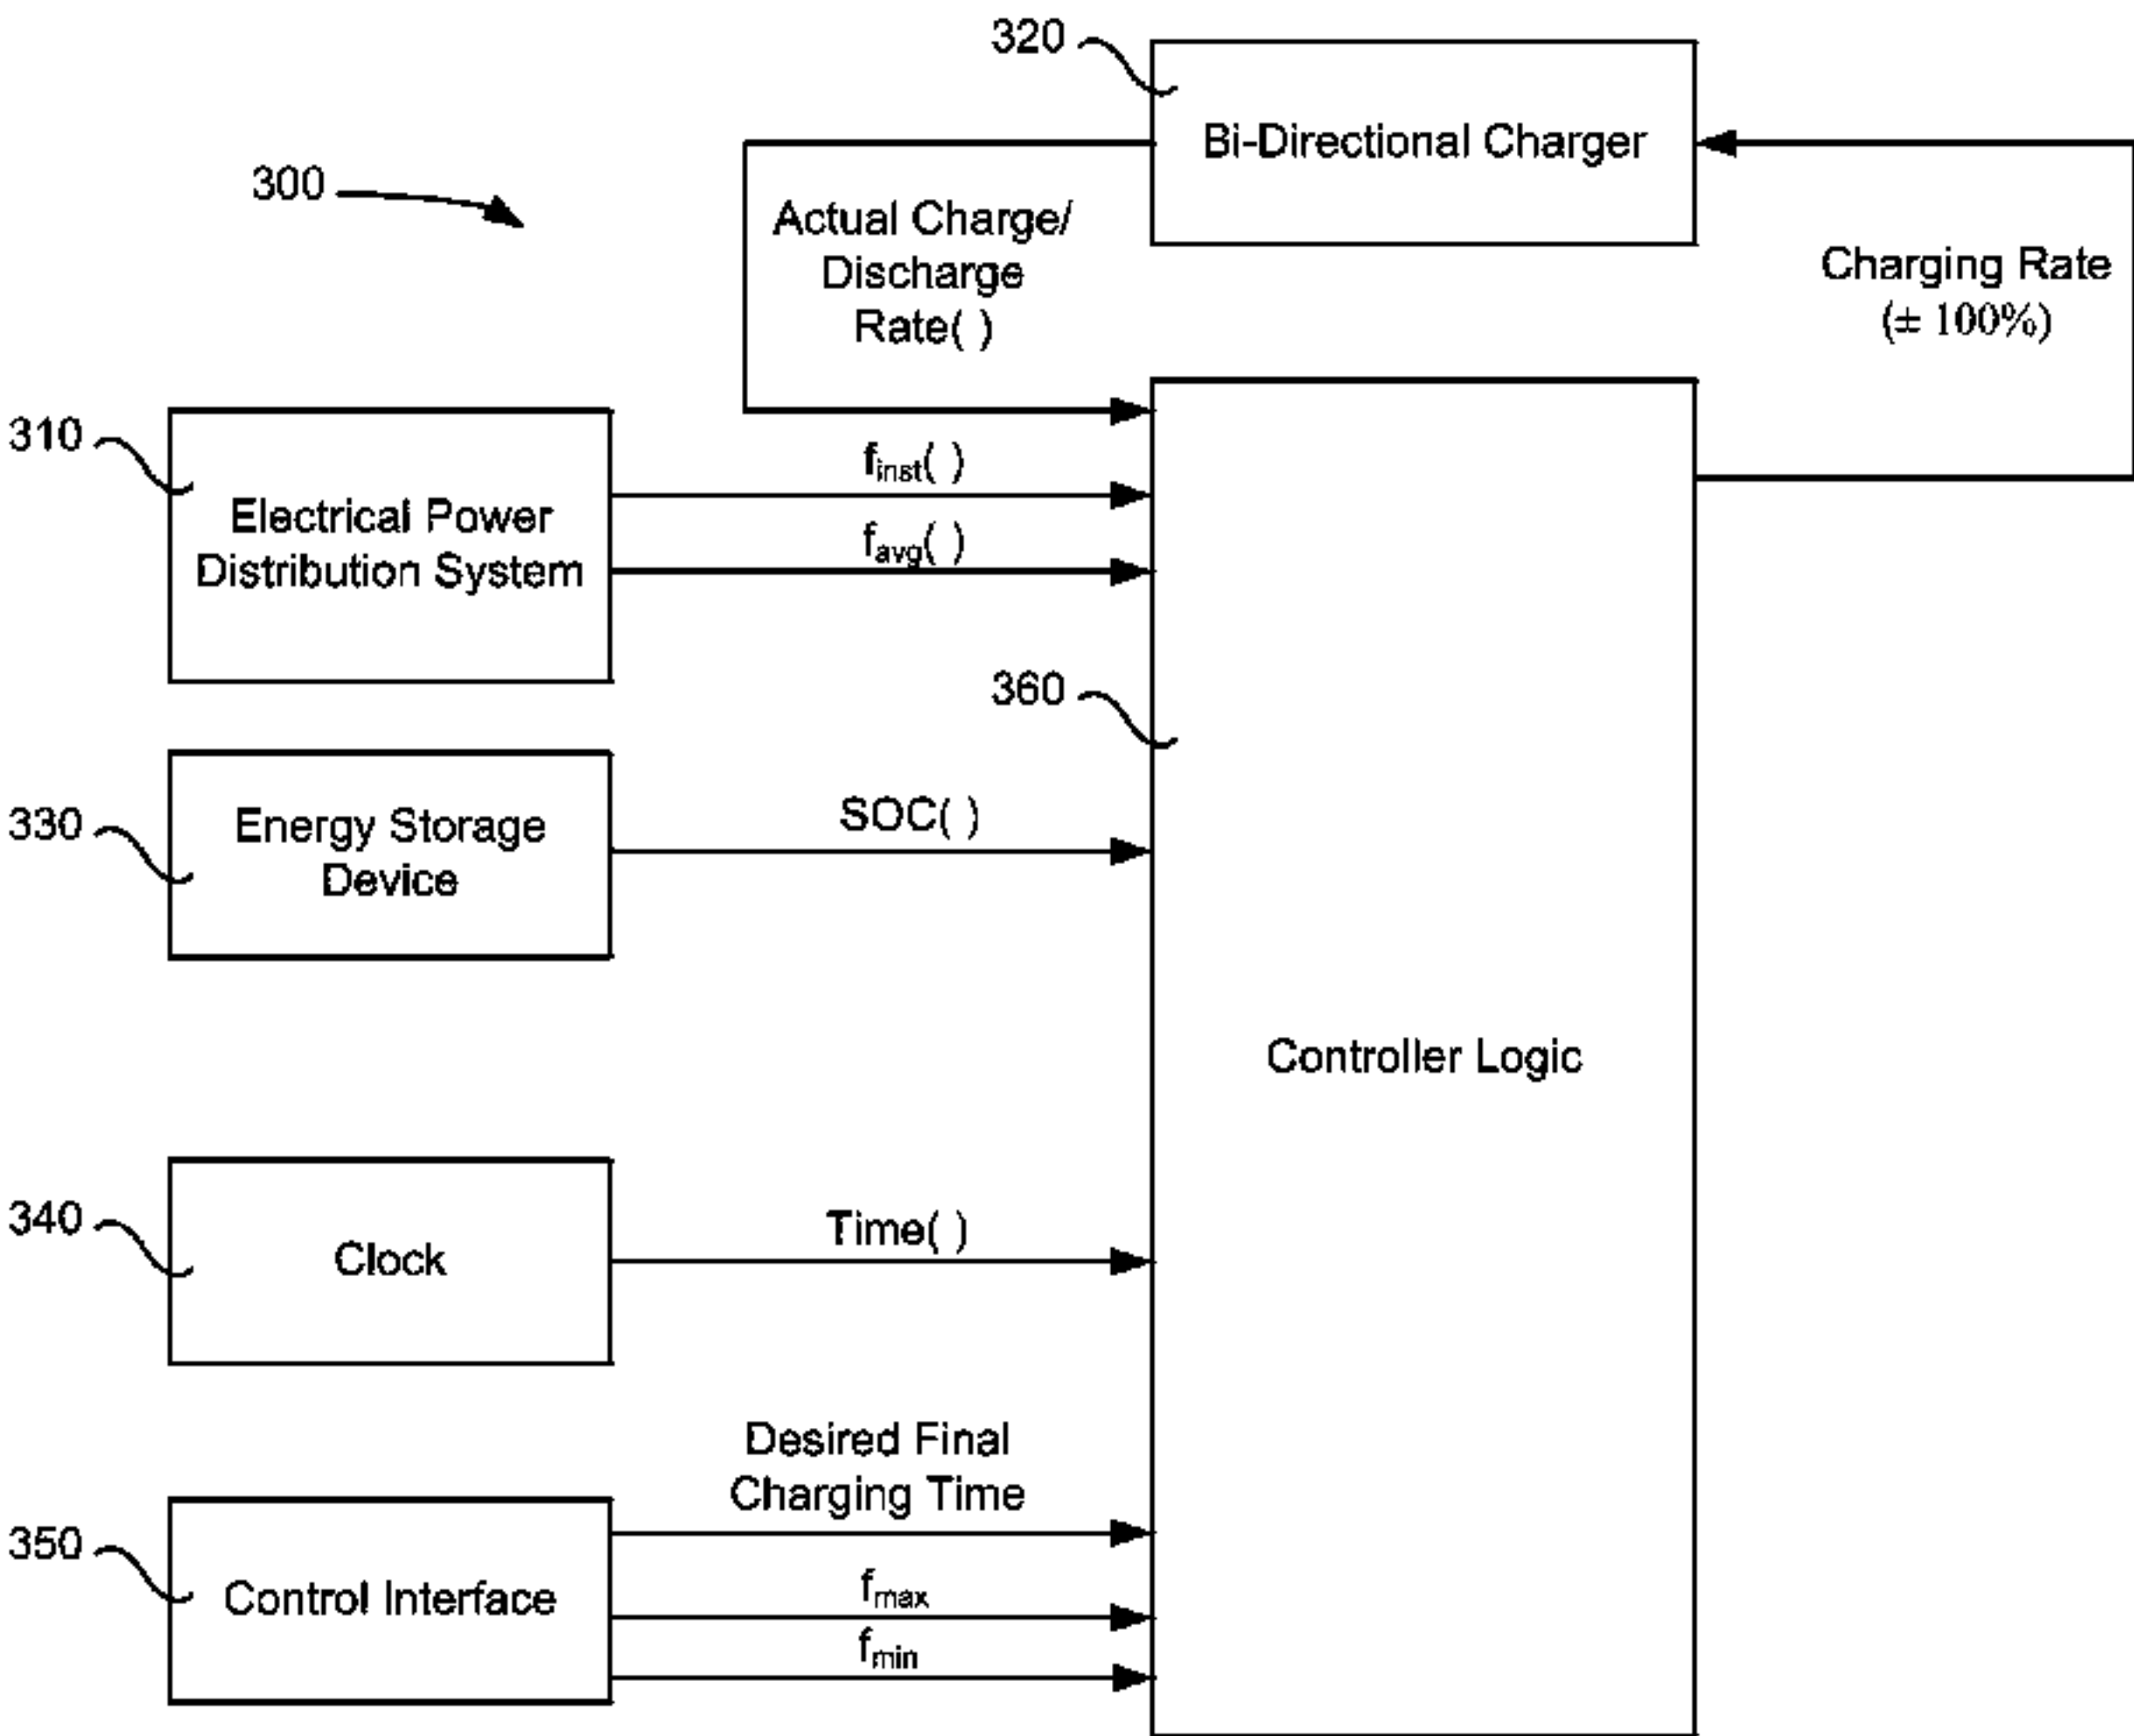 320
Bi-Directional Charger
300
Actual Charge/
Discharge
Rate( )
Charging Rate
(± 100%)
310
Electrical Power
Distribution System
finst( )
favg( )
360
330
Energy Storage
Device
SOC( )
Controller Logic
340
Clock
Time( )
Desired Final
Charging Time
350
Control Interface
fmax
fmin